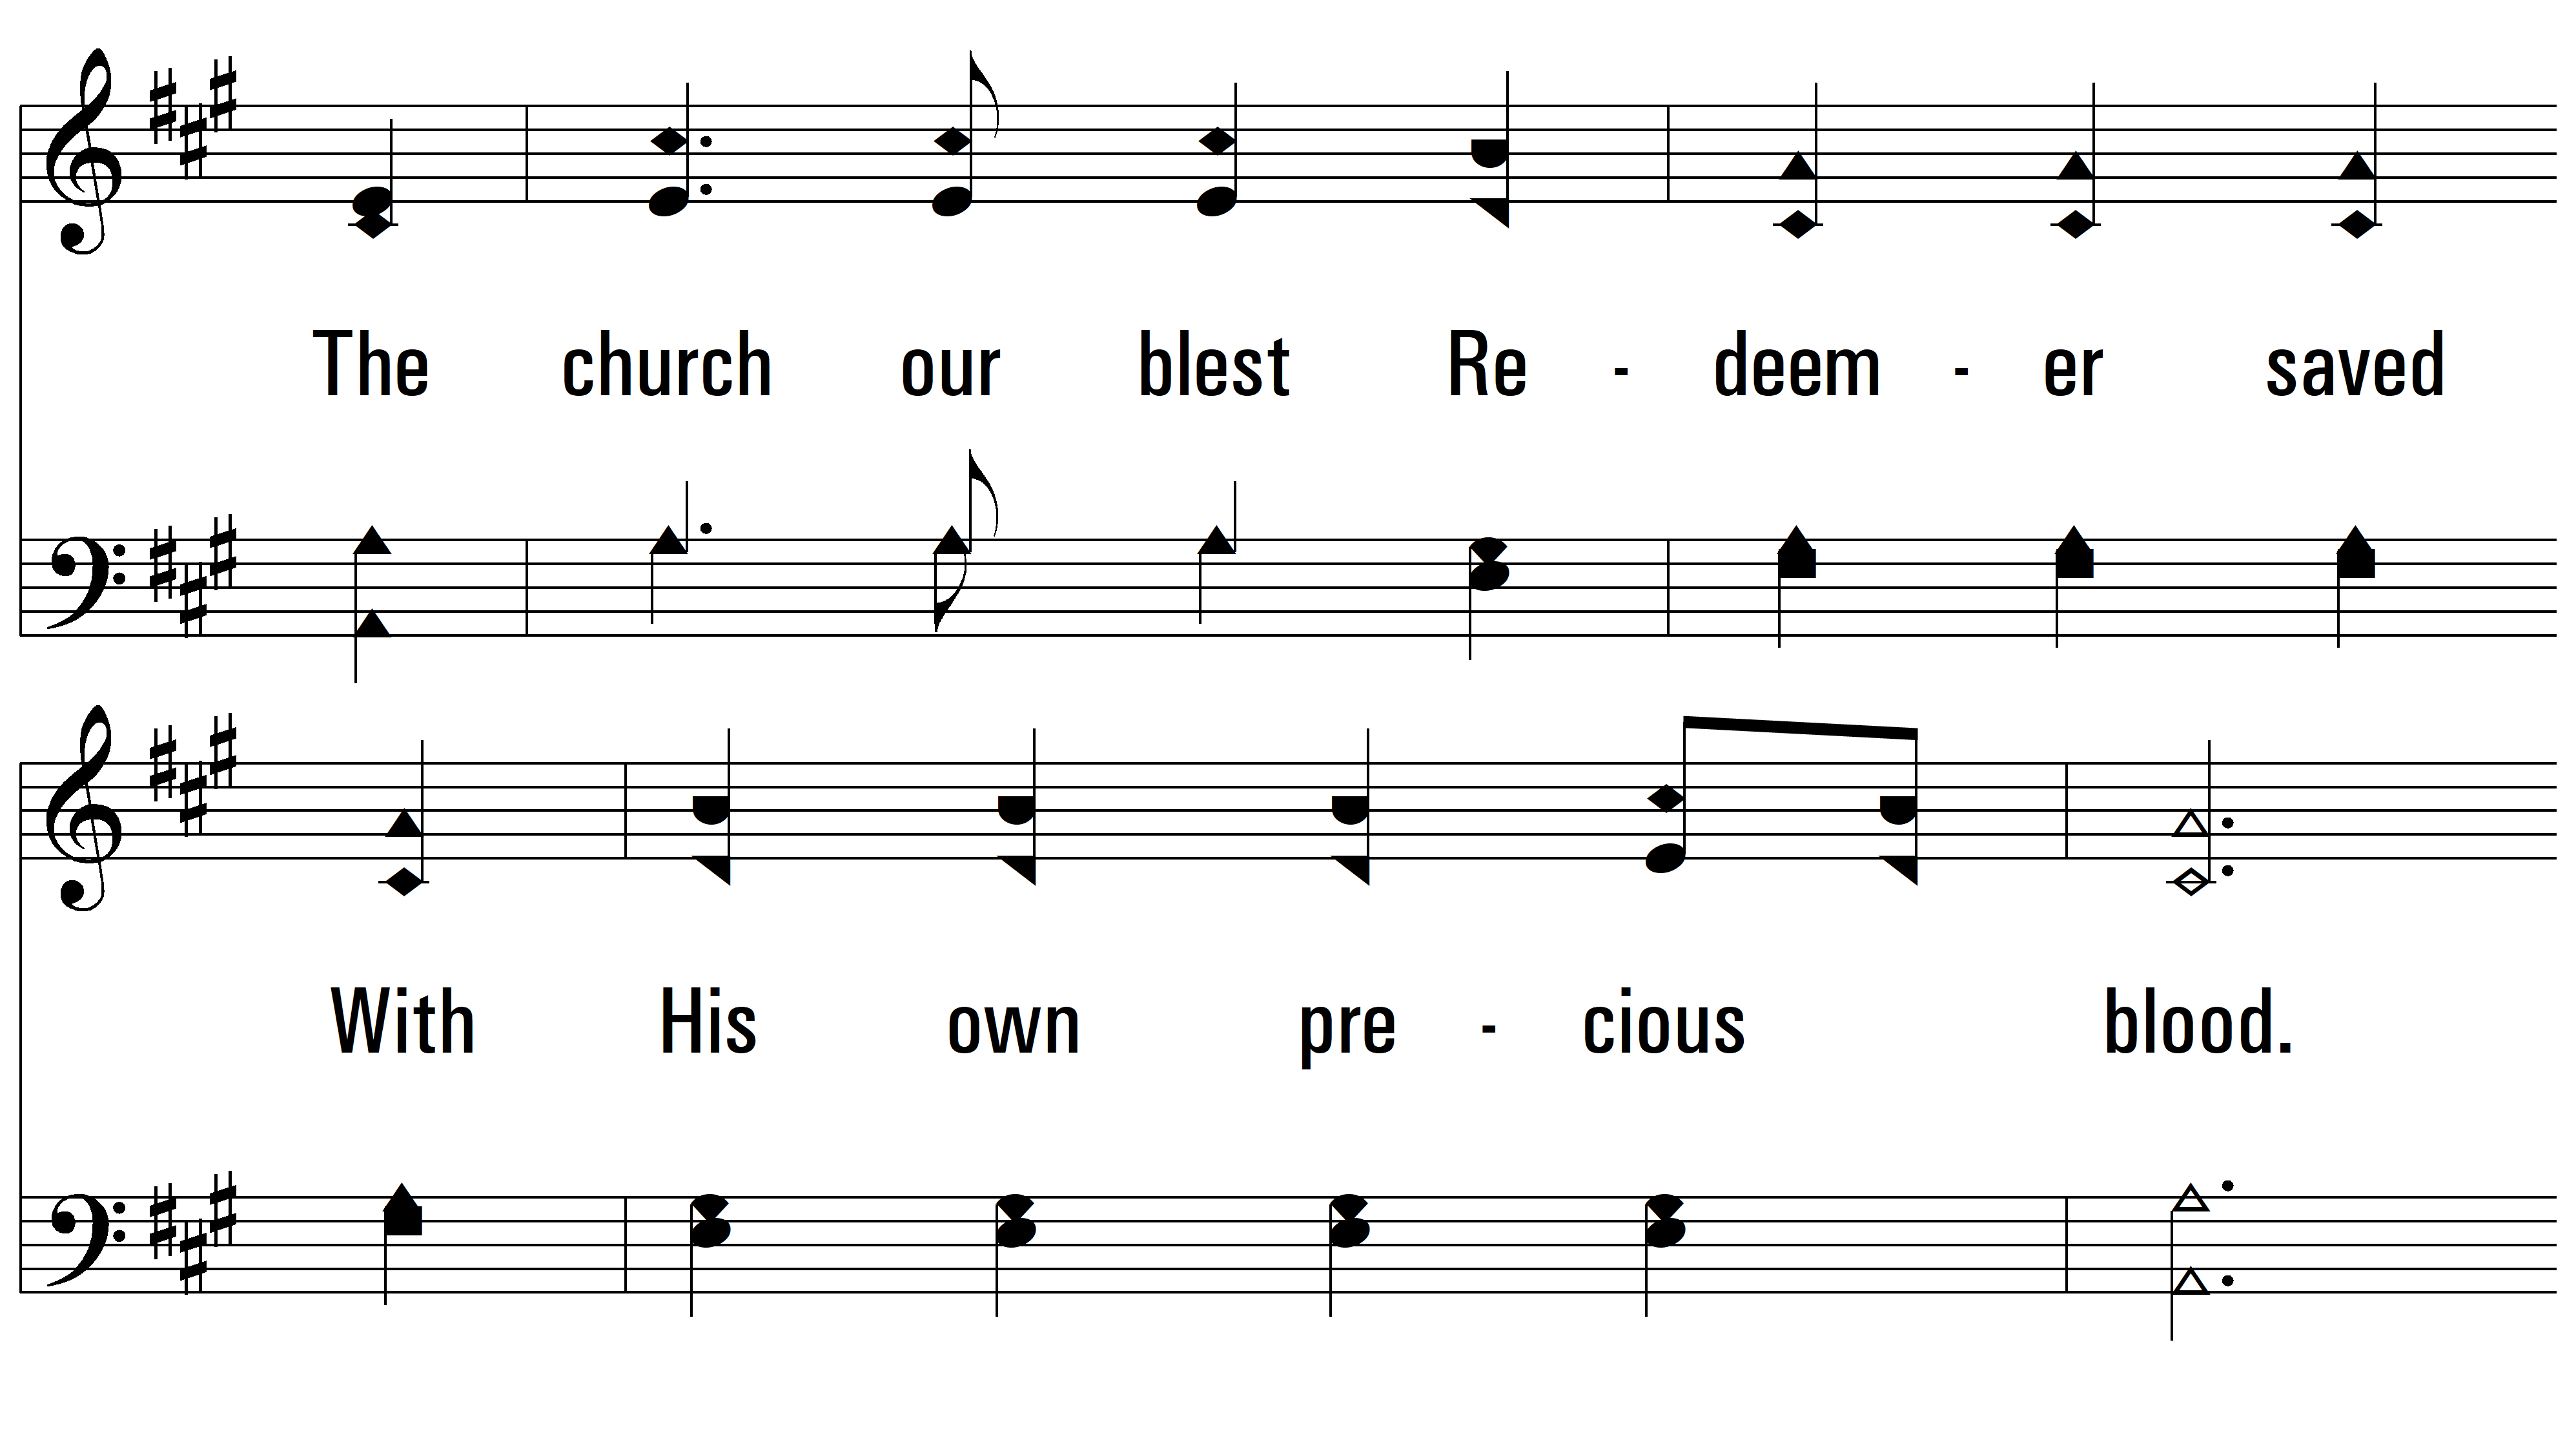 The church our blest Re - deem - er saved
With His own pre - cious blood.